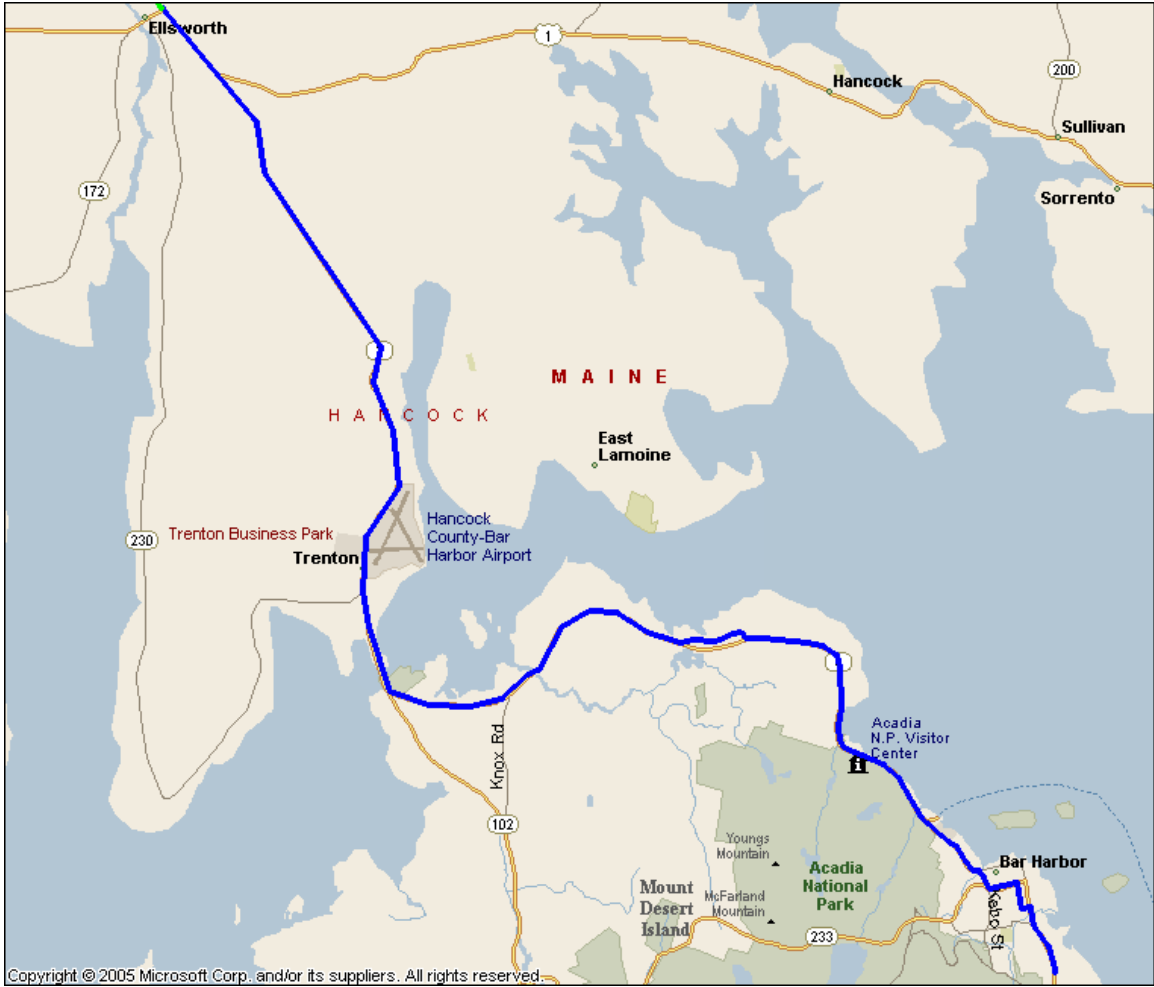 Ellsworth
1
Hancock
200
Sullivan
172
Sorrento
M A I N E
H A N C O C K
East
Lamoine
230
Trenton Business Park
Trenton
Hancock
County-Bar
Harbor Airport
Acadia
N.P. Visitor
Center
Knox Rd
102
Youngs
Mountain
Bar Harbor
Acadia
National
Park
Mount
Desert
Island
McFarland
Mountain
Kebo St
233
Copyright © 2005 Microsoft Corp. and/or its suppliers. All rights reserved.